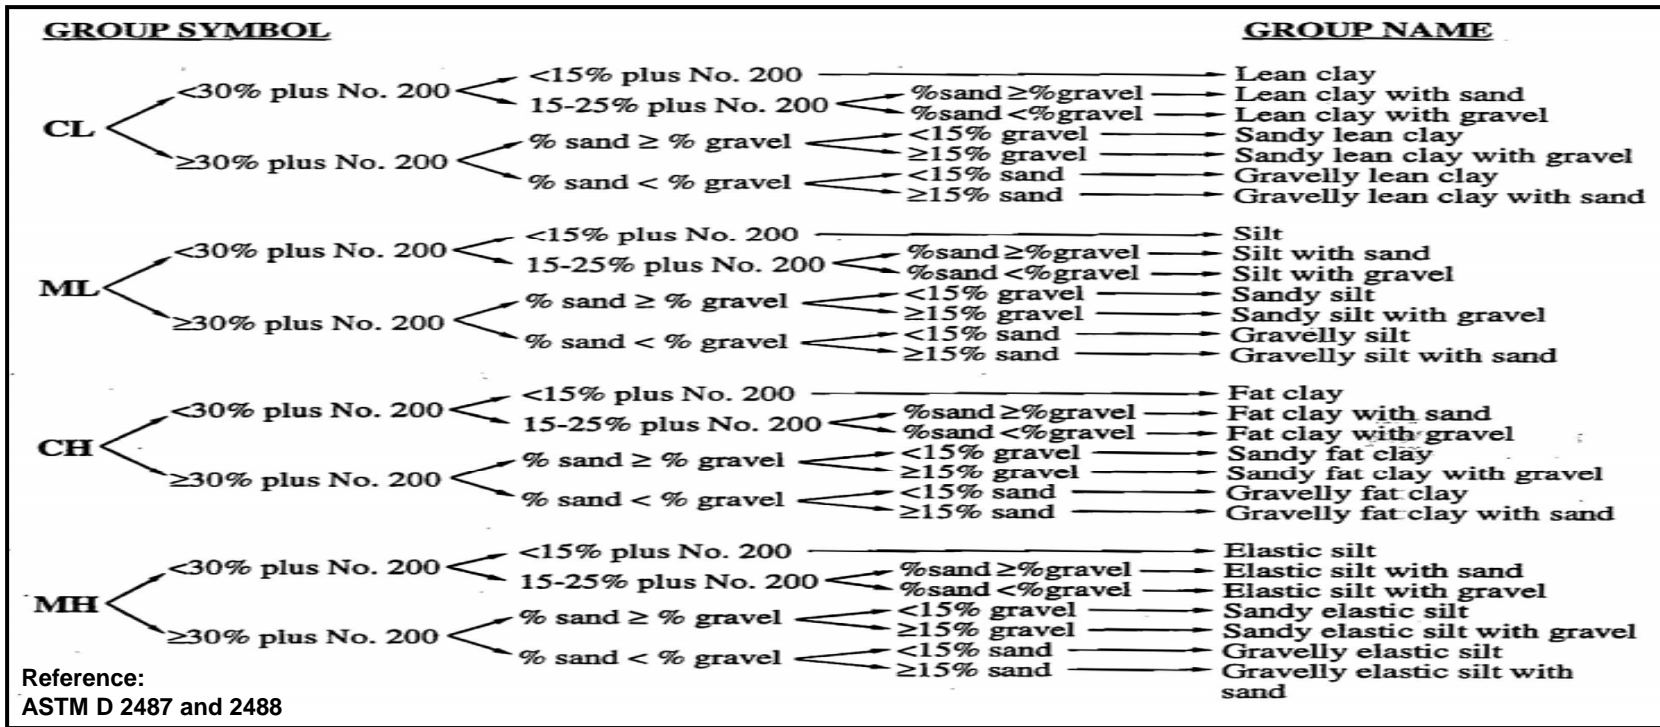 GROUP SYMBOL GROUP NAME
<15% plus No. 200 Lean clay
<30% plus No. 200
15-25% plus No. 200 %sand ≥%gravel Lean clay with sand
%sand <%gravel Lean clay with gravel
CL
% sand ≥ % gravel <15% gravel Sandy lean clay
≥15% gravel Sandy lean clay with gravel
≥30% plus No. 200
% sand < % gravel <15% sand Gravelly lean clay
≥15% sand Gravelly lean clay with sand
<15% plus No. 200 Silt
<30% plus No. 200
15-25% plus No. 200 %sand ≥%gravel Silt with sand
%sand <%gravel Silt with gravel
ML
% sand ≥ % gravel <15% gravel Sandy silt
≥15% gravel Sandy silt with gravel
≥30% plus No. 200
% sand < % gravel <15% sand Gravelly silt
≥15% sand Gravelly silt with sand
<15% plus No. 200 Fat clay
<30% plus No. 200
15-25% plus No. 200 %sand ≥%gravel Fat clay with sand
%sand <%gravel Fat clay with gravel
CH
% sand ≥ % gravel <15% gravel Sandy fat clay
≥15% gravel Sandy fat clay with gravel
≥30% plus No. 200
% sand < % gravel <15% sand Gravelly fat clay
≥15% sand Gravelly fat clay with sand
<15% plus No. 200 Elastic silt
<30% plus No. 200
15-25% plus No. 200 %sand ≥%gravel Elastic silt with sand
%sand <%gravel Elastic silt with gravel
MH
% sand ≥ % gravel <15% gravel Sandy elastic silt
≥15% gravel Sandy elastic silt with gravel
≥30% plus No. 200
% sand < % gravel <15% sand Gravelly elastic silt
≥15% sand Gravelly elastic silt with
sand
Reference:
ASTM D 2487 and 2488